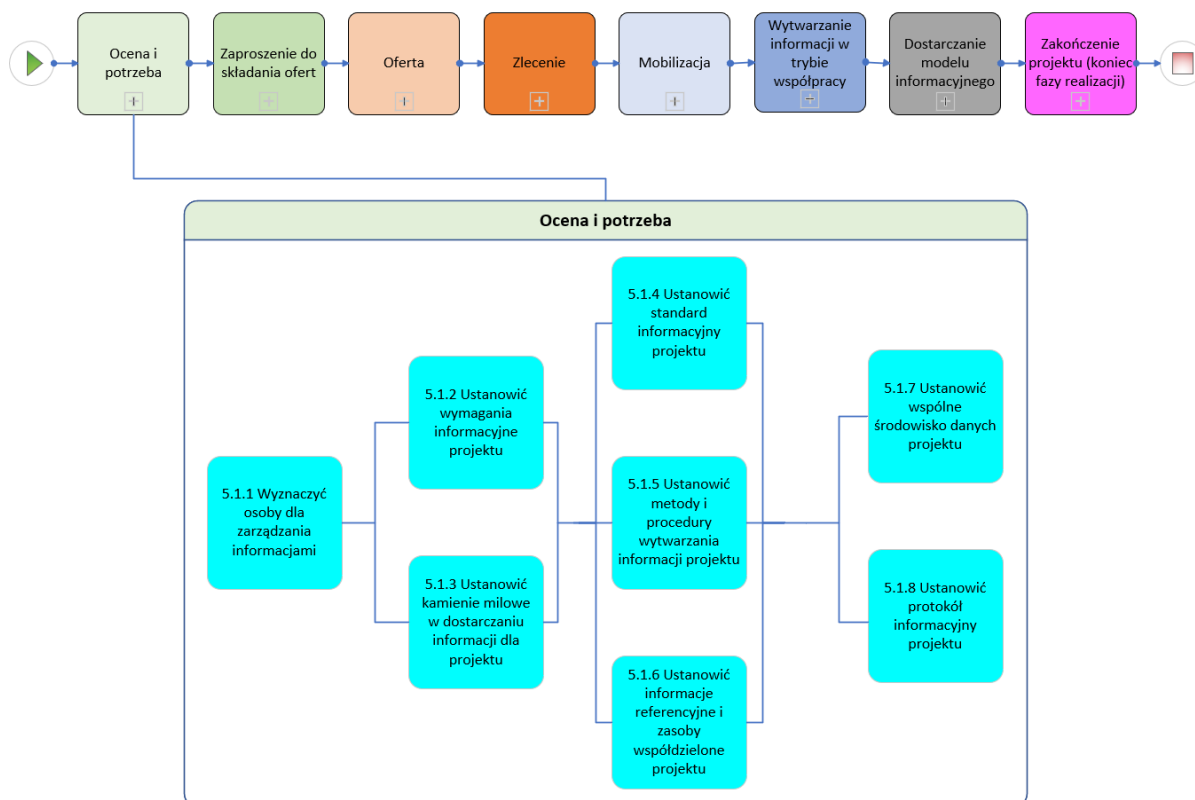 Ocena i
potrzeba
Zaproszenie do
składania ofert
Oferta
Zlecenie
Mobilizacja
Wytwarzanie
informacji w
trybie
współpracy
Dostarczanie
modelu
informacyjnego
Zakończenie
projektu (koniec
fazy realizacji)
Ocena i potrzeba
5.1.1 Wyznaczyć
osoby dla
zarządzania
informacjami
5.1.2 Ustanowić
wymagania
informacyjne
projektu
5.1.3 Ustanowić
kamienie milowe
w dostarczaniu
informacji dla
projektu
5.1.4 Ustanowić
standard
informacyjny
projektu
5.1.5 Ustanowić
metody i
procedury
wytwarzania
informacji projektu
5.1.6 Ustanowić
informacje
referencyjne i
zasoby
współdzielone
projektu
5.1.7 Ustanowić
wspólne
środowisko danych
projektu
5.1.8 Ustanowić
protokół
informacyjny
projektu